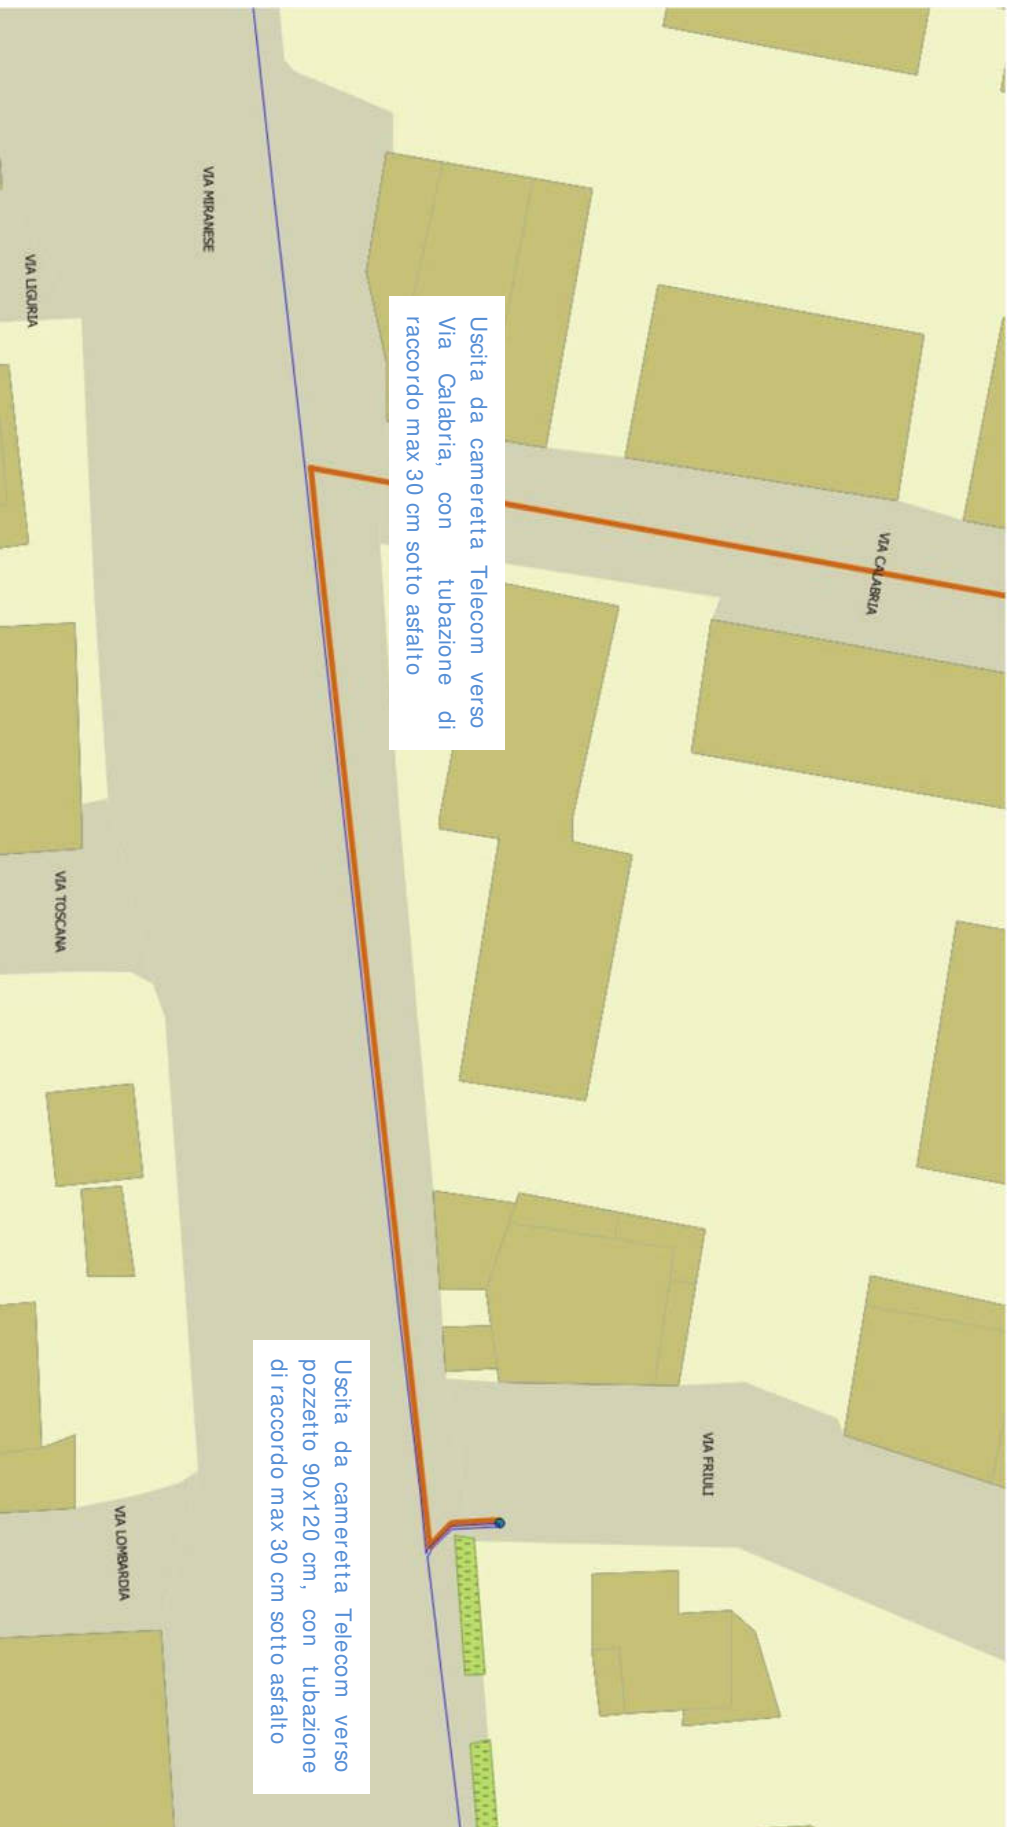 VIA MIRANESE
VIA LIGURIA
Uscita da cameretta Telecom verso
Via Calabria, con tubazione di
raccordo max 30 cm sotto asfalto
VIA CALABRIA
VIA TOSCANA
VIA FRIULI
Uscita da cameretta Telecom verso
pozzetto 90x120 cm, con tubazione
di raccordo max 30 cm sotto asfalto
VIA LOMBARDIA